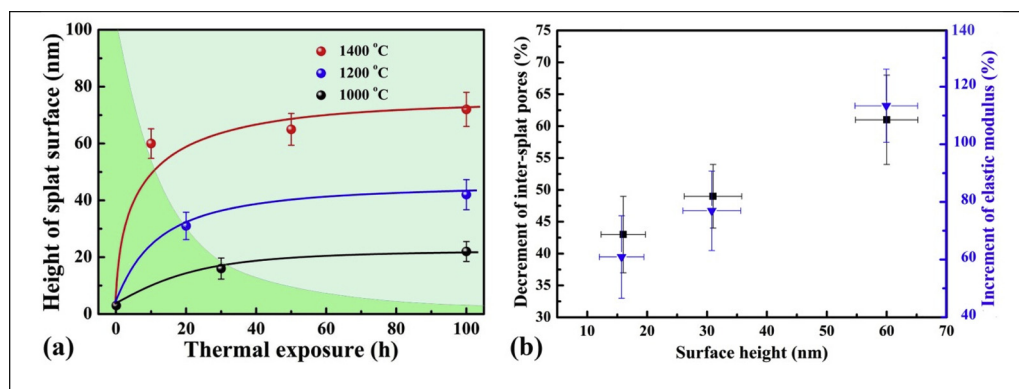 Height of splat surface (nm)
100
80
60
40
20
0
1400 °C
1200 °C
1000 °C
0 20 40 60 80 100
Thermal exposure (h)
(a)
Decrement of inter-splat pores (%)
75
70
65
60
55
50
45
40
35
30
10 20 30 40 50 60 70
Surface height (nm)
(b)
140
120
100
80
60
40
Increment of elastic modulus (%)